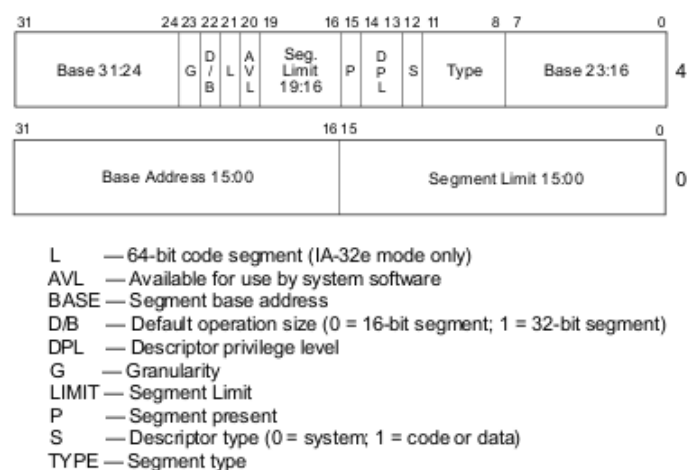 31 24 23 22 21 20 19 16 15 14 13 12 11 8 7 0
Base 31:24 G D/B L AVL Seg. Limit 19:16 P DPL S Type Base 23:16 4
31 16 15 0
Base Address 15:00 Segment Limit 15:00 0
L — 64-bit code segment (IA-32e mode only)
AVL — Available for use by system software
BASE — Segment base address
D/B — Default operation size (0 = 16-bit segment; 1 = 32-bit segment)
DPL — Descriptor privilege level
G — Granularity
LIMIT — Segment Limit
P — Segment present
S — Descriptor type (0 = system; 1 = code or data)
TYPE — Segment type